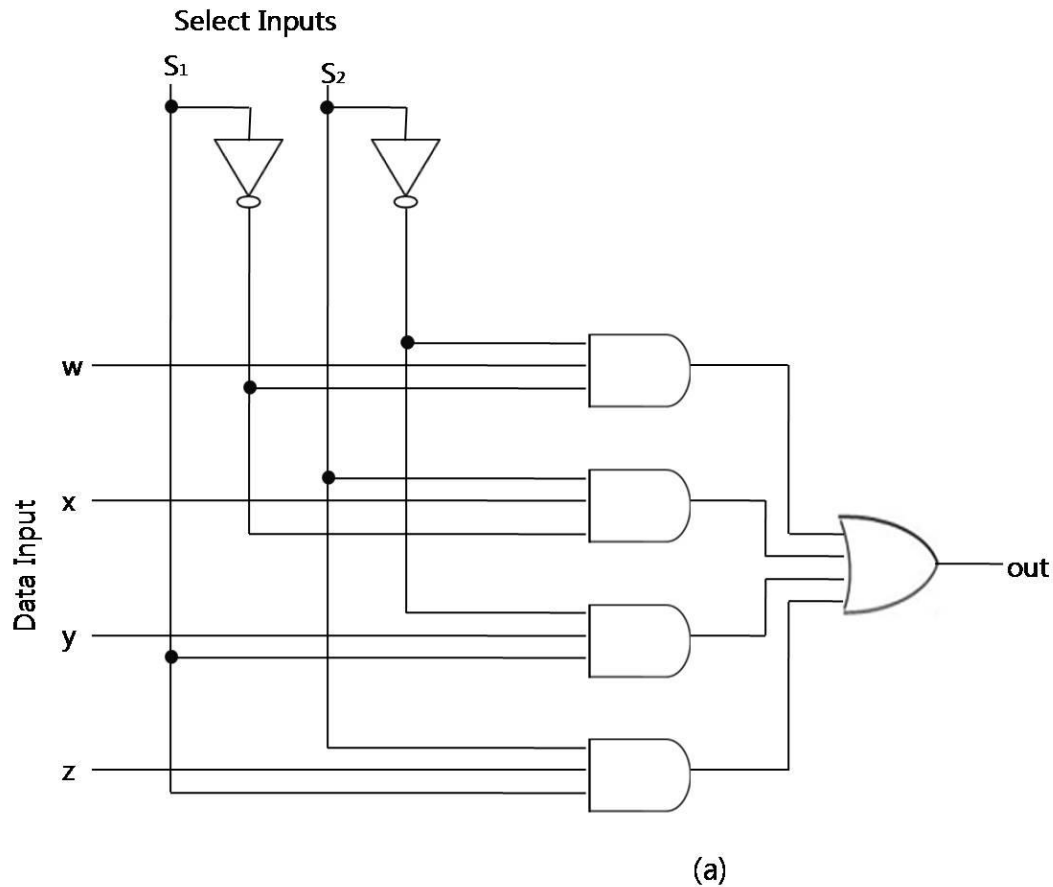 Select Inputs
S₁
S₂
w
x
Data Input
y
z
out
(a)